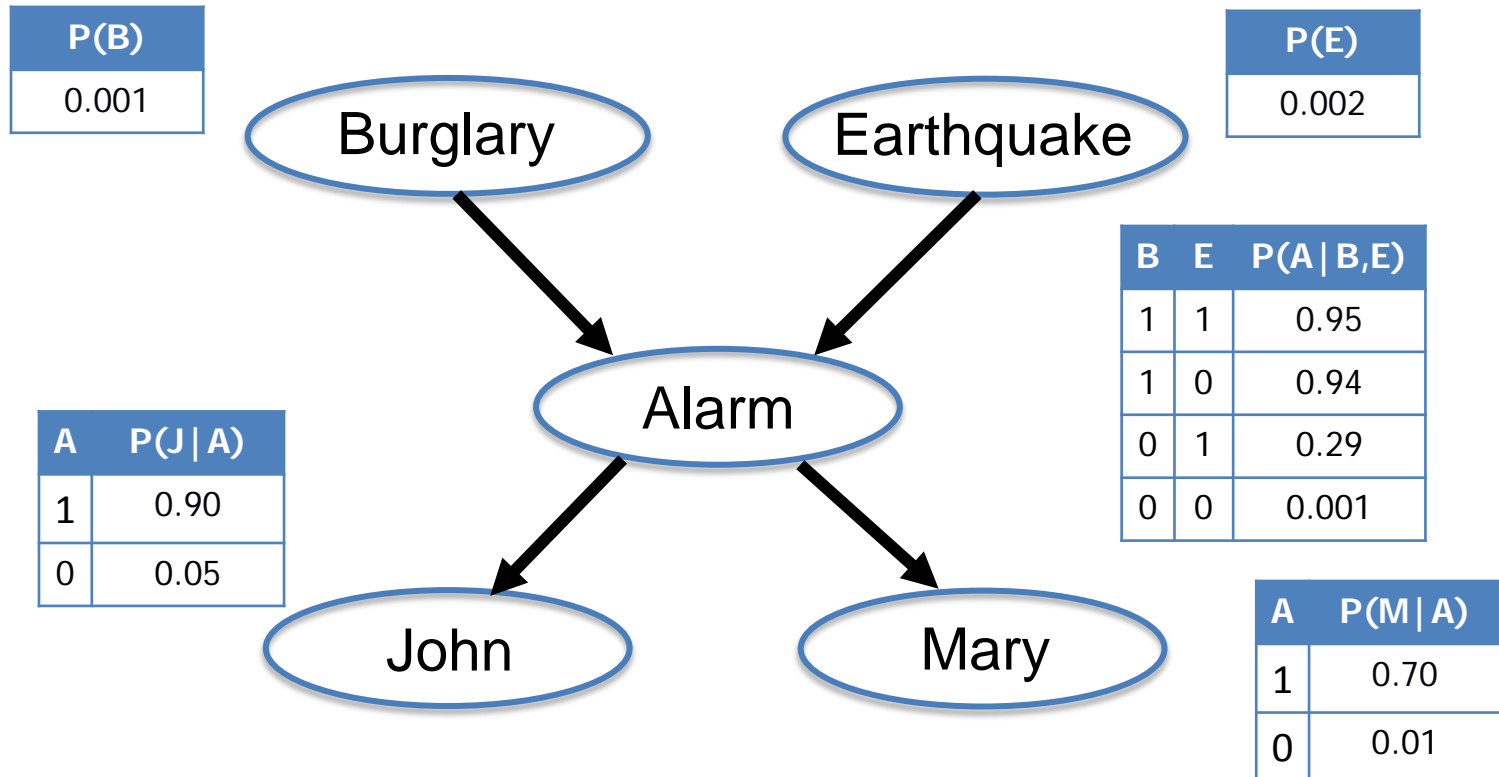 P(B)
0.001
P(E)
0.002
Burglary
Earthquake
B E P(A|B,E)
1 1 0.95
1 0 0.94
0 1 0.29
0 0 0.001
Alarm
A P(J|A)
1 0.90
0 0.05
John
Mary
A P(M|A)
1 0.70
0 0.01